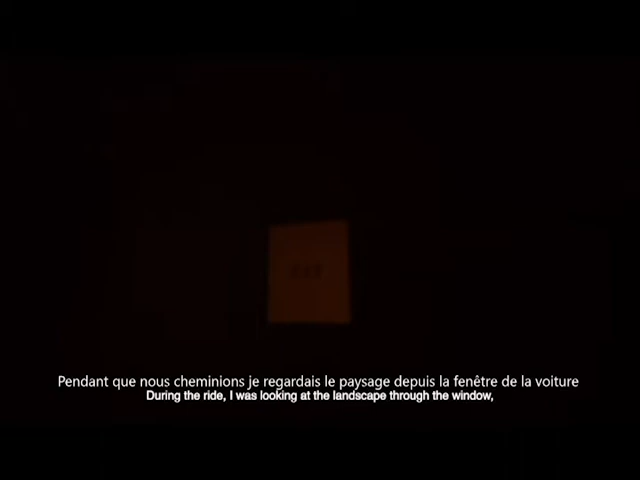 Pendant que nous cheminions je regardais le paysage depuis la fenêtre de la voiture
During the ride, I was looking at the landscape through the window,